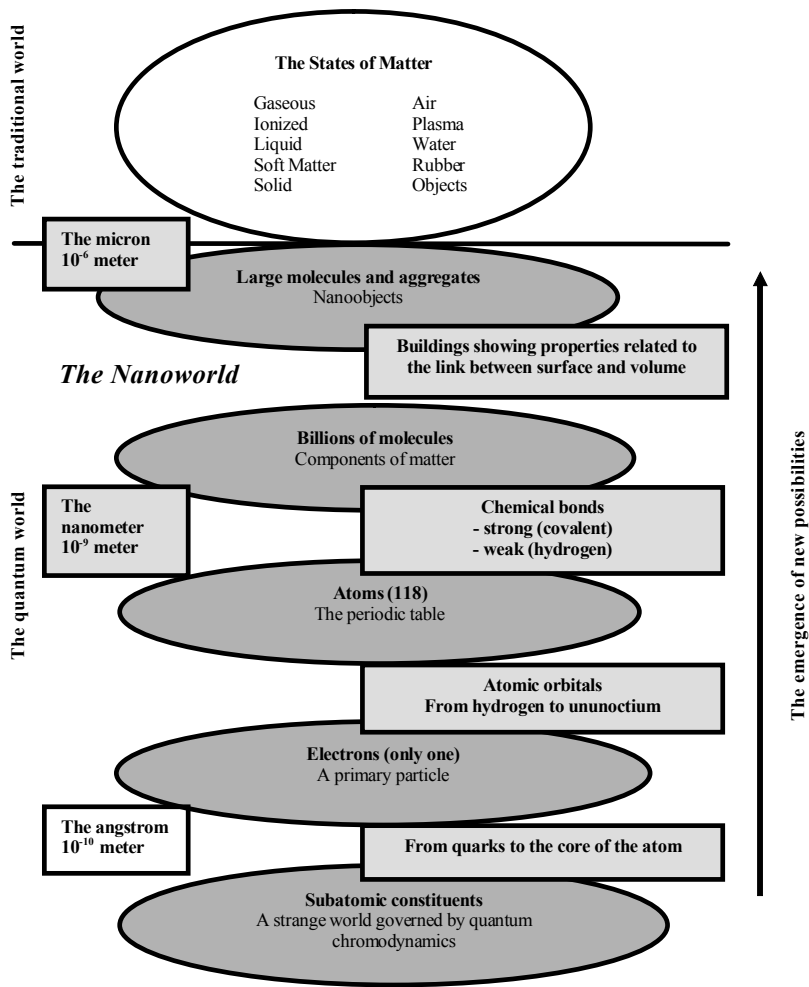 The traditional world
The States of Matter
Gaseous Air
Ionized Plasma
Liquid Water
Soft Matter Rubber
Solid Objects
The micron
10⁻⁶ meter
Large molecules and aggregates
Nanoobjects
Buildings showing properties related to
the link between surface and volume
The Nanoworld
Billions of molecules
Components of matter
The quantum world
The
nanometer
10⁻⁹ meter
Chemical bonds
- strong (covalent)
- weak (hydrogen)
Atoms (118)
The periodic table
Atomic orbitals
From hydrogen to ununoctium
Electrons (only one)
A primary particle
The angstrom
10⁻¹⁰ meter
From quarks to the core of the atom
Subatomic constituents
A strange world governed by quantum
chromodynamics
The emergence of new possibilities